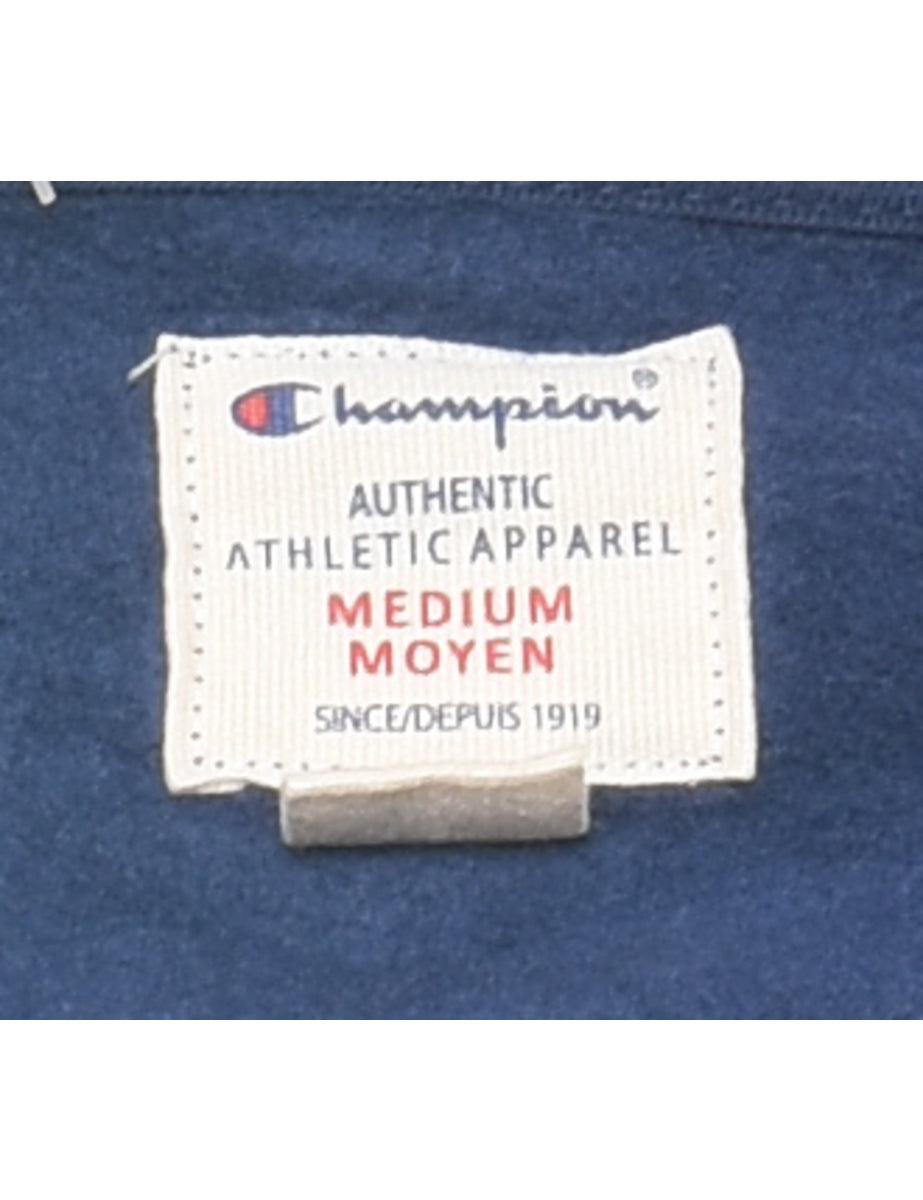 Champion®
AUTHENTIC
ATHLETIC APPAREL
MEDIUM
MOYEN
SINCE/DEPUIS 1919